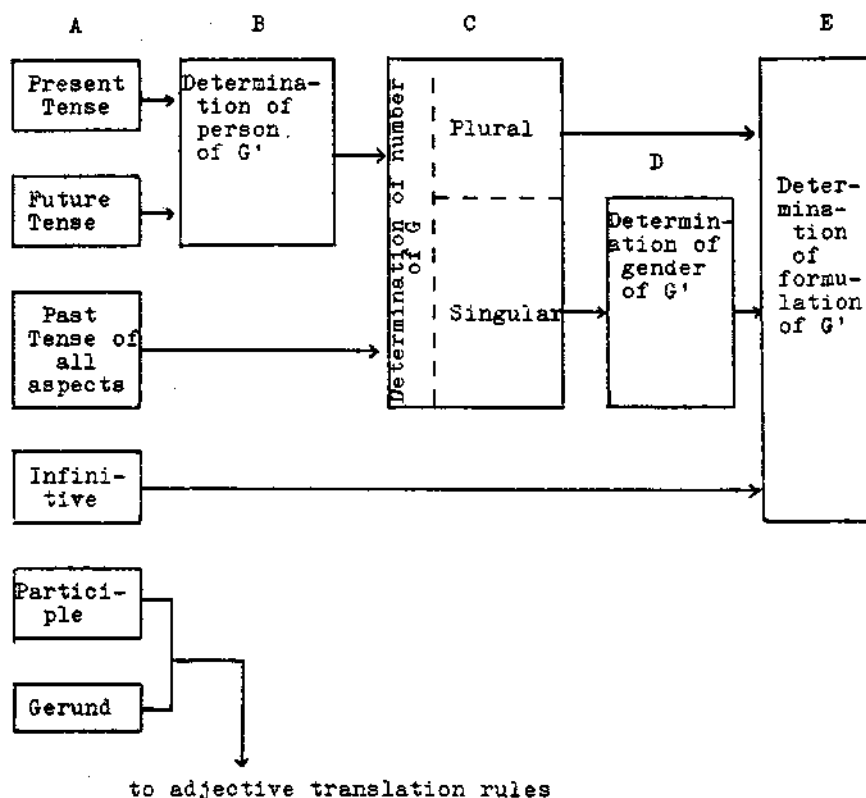 A B C E
Present
Tense
Determina-
tion of
person.
of G'
Determination of number
of G
Plural
D
Future
Tense
Determin-
ation of
gender
of G'
Deter-
mina-
tion
of
formu-
lation
of G'
Past
Tense of
all
aspects
Singular
Infini-
tive
Partici-
ple
Gerund
to adjective translation rules